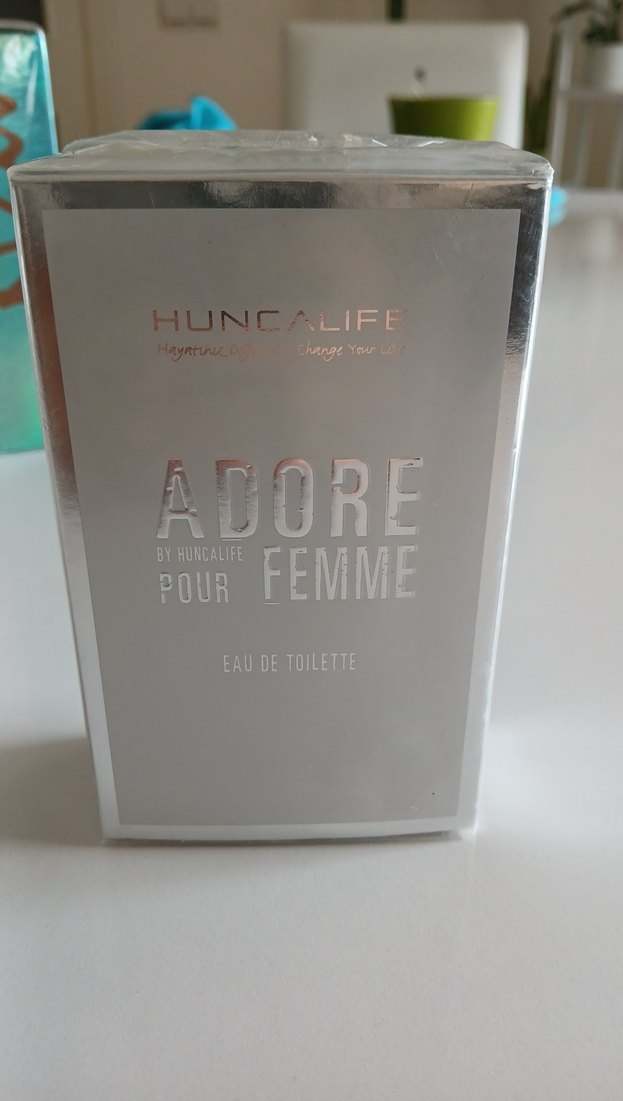 HUNCALIFE
Hayatınız Change Your Life
ADORE
BY HUNCALIFE
POUR FEMME
EAU DE TOILETTE